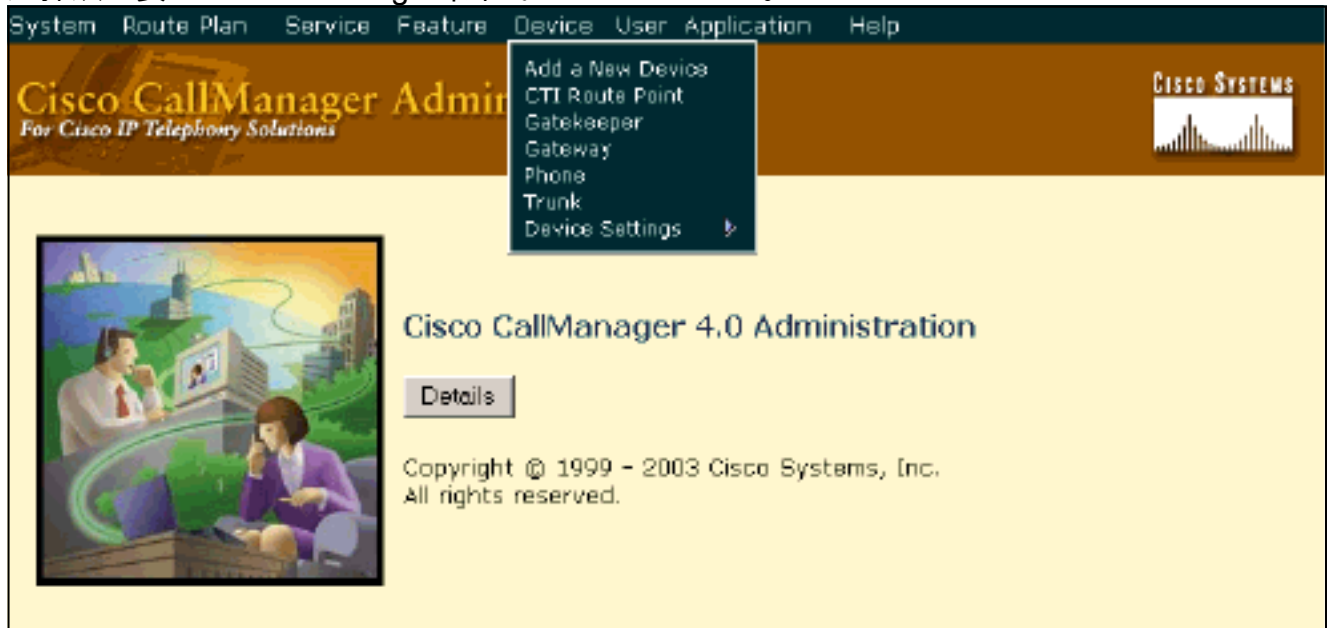 System Route Plan Service Feature Device User Application Help
Cisco CallManager Admin
For Cisco IP Telephony Solutions
CISCO SYSTEMS
Add a New Device
CTI Route Point
Gatekeeper
Gateway
Phone
Trunk
Device Settings
Cisco CallManager 4.0 Administration
Details
Copyright © 1999 - 2003 Cisco Systems, Inc.
All rights reserved.